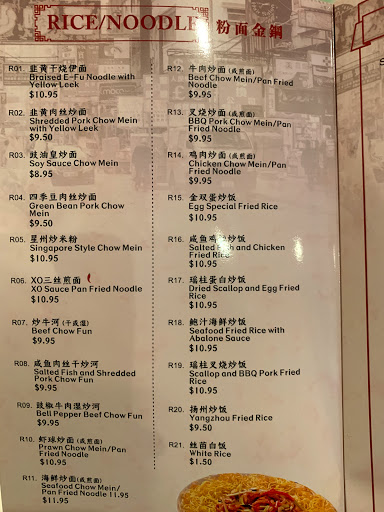 RICE/NOODLE 粉面金鍋
R01. 韭黄干烧伊面
Braised E-Fu Noodle with
Yellow Leek
$10.95
R02. 韭黄肉丝炒面
Shredded Pork Chow Mein
with Yellow Leek
$9.50
R03. 豉油皇炒面
Soy Sauce Chow Mein
$8.95
R04. 四季豆肉丝炒面
Green Bean Pork Chow
Mein
$9.50
R05. 星州炒米粉
Singapare Style Chow Mein
$10.95
R06. XO三丝煎面
XO Sauce Pan Fried Noodle
$10.95
R07. 炒牛河 (干或湿)
Beef Chow Fun
$9.95
R08. 咸鱼肉丝干炒河
Salted Fish and Shredded
Pork Chow Fun
$9.95
R09. 豉椒牛肉湿炒河
Bell Pepper Beef Chow Fun
$9.95
R10. 虾球炒面(或煎面)
Prawn Chow Mein/Pan
Fried Noodle
$10.95
R11. 海鲜炒面(或煎面)
Seafood Chow Mein/
Pan Fried Noodle 11.95
$11.95
R12. 牛肉炒面 (或煎面)
Beef Chow Mein/Pan Fried
Noodle
$9.95
R13. 叉烧炒面 (或煎面)
BBQ Pork Chow Mein/Pan
Fried Noodle
$9.95
R14. 鸡肉炒面 (或煎面)
Chicken Chow Mein/Pan
Fried Noodle
$9.95
R15. 金双蛋炒饭
Egg Special Fried Rice
$10.95
R16. 咸鱼鸡粒炒饭
Salted Fish and Chicken
Fried Rice
$10.95
R17. 瑶柱蛋白炒饭
Dried Scallop and Egg Fried
Rice
$10.95
R18. 鲍汁海鲜炒饭
Seafood Fried Rice with
Abalone Sauce
$10.95
R19. 瑶柱叉烧炒饭
Scallop and BBQ Pork Fried
Rice
$10.95
R20. 扬州炒饭
Yangzhou Fried Rice
$9.50
R21. 丝苗白饭
White Rice
$1.50